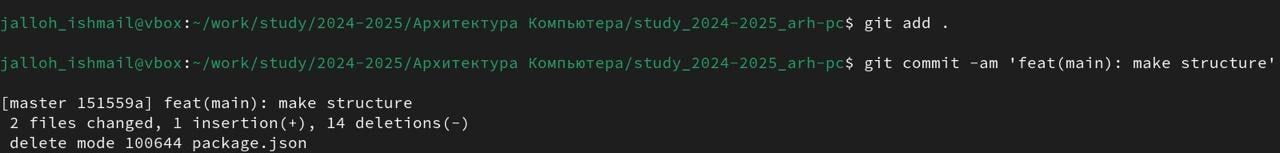 jalloh_ishmail@vbox:~/work/study/2024-2025/Архитектура Компьютера/study_2024-2025_arh-pc$ git add .
jalloh_ishmail@vbox:~/work/study/2024-2025/Архитектура Компьютера/study_2024-2025_arh-pc$ git commit -am 'feat(main): make structure'
[master 151559a] feat(main): make structure
 2 files changed, 1 insertion(+), 14 deletions(-)
 delete mode 100644 package.json